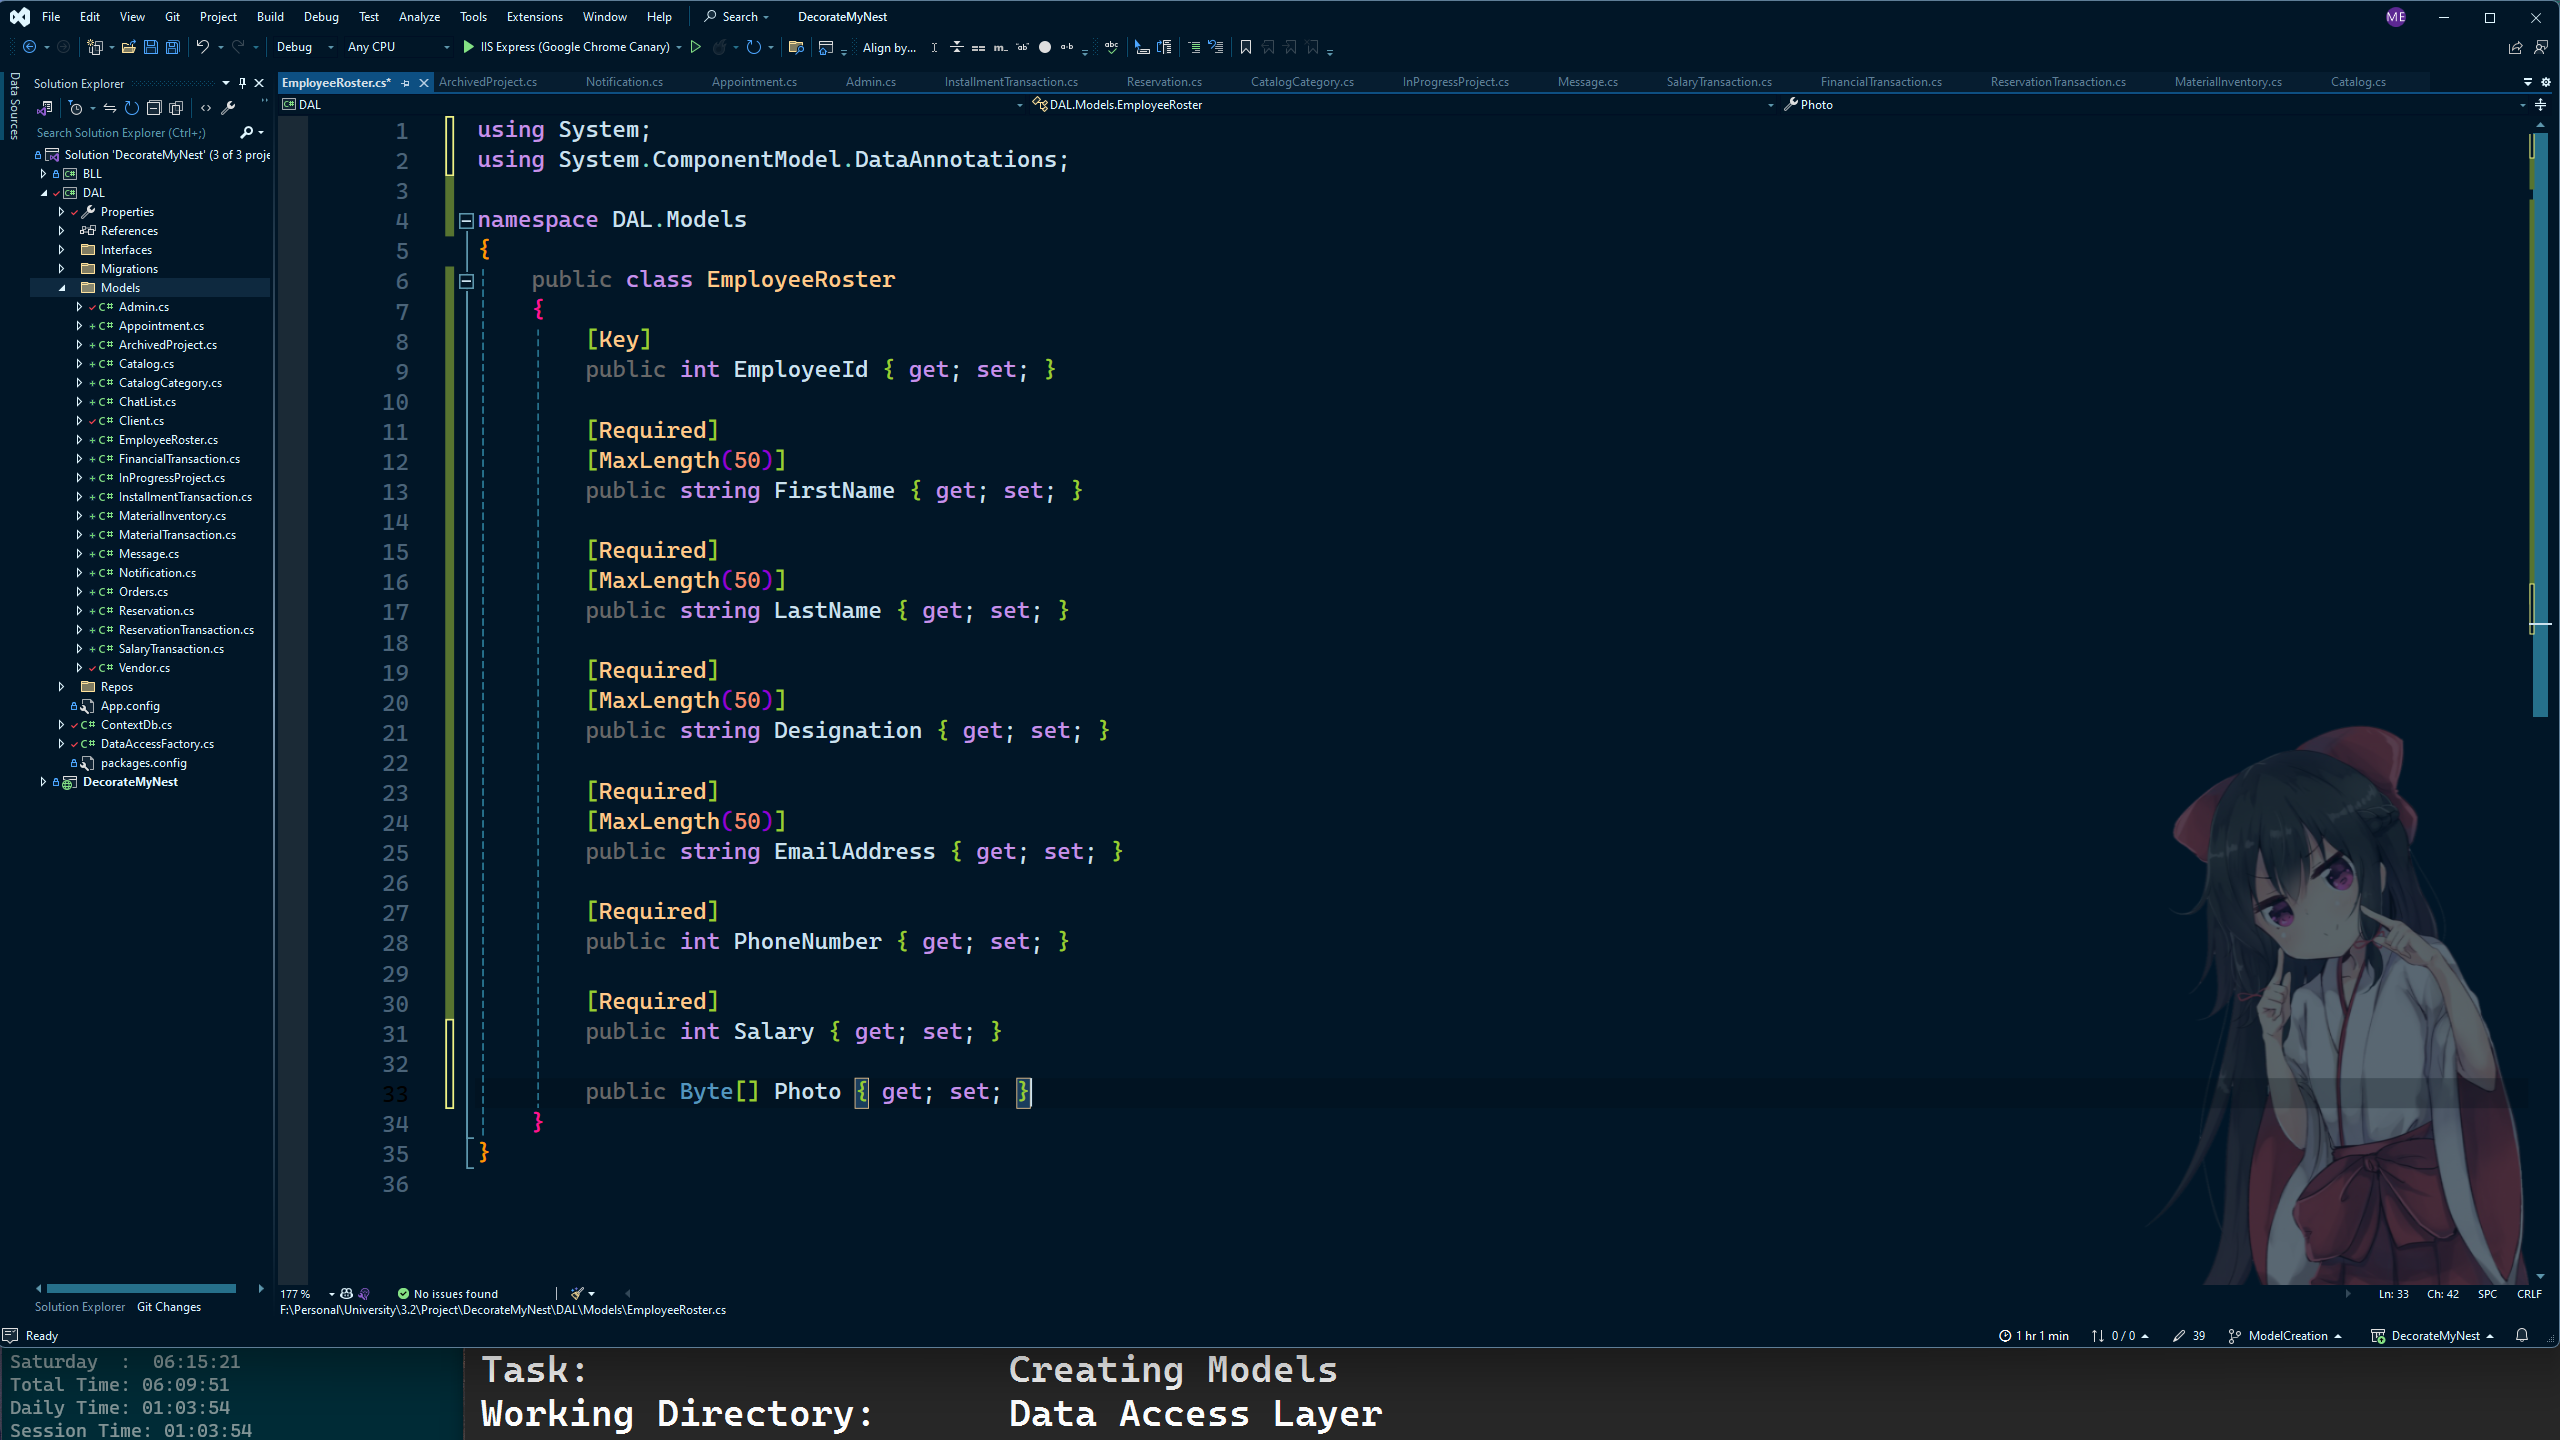 File Edit View Git Project Build Debug Test Analyze Tools Extensions Window Help Search DecorateMyNest ME
Debug Any CPU IIS Express (Google Chrome Canary) Align by...
Data Sources
Solution Explorer
Search Solution Explorer (Ctrl+;)
Solution 'DecorateMyNest' (3 of 3 proje
BLL
DAL
Properties
References
Interfaces
Migrations
Models
C# Admin.cs
C# Appointment.cs
C# ArchivedProject.cs
C# Catalog.cs
C# CatalogCategory.cs
C# ChatList.cs
C# Client.cs
C# EmployeeRoster.cs
C# FinancialTransaction.cs
C# InProgressProject.cs
C# InstallmentTransaction.cs
C# MaterialInventory.cs
C# MaterialTransaction.cs
C# Message.cs
C# Notification.cs
C# Orders.cs
C# Reservation.cs
C# ReservationTransaction.cs
C# SalaryTransaction.cs
C# Vendor.cs
Repos
App.config
C# ContextDb.cs
C# DataAccessFactory.cs
packages.config
DecorateMyNest
Solution Explorer Git Changes
EmployeeRoster.cs* ArchivedProject.cs Notification.cs Appointment.cs Admin.cs InstallmentTransaction.cs Reservation.cs CatalogCategory.cs InProgressProject.cs Message.cs SalaryTransaction.cs FinancialTransaction.cs ReservationTransaction.cs MaterialInventory.cs Catalog.cs
C# DAL DAL.Models.EmployeeRoster Photo
1 using System;
2 using System.ComponentModel.DataAnnotations;
3
4 namespace DAL.Models
5 {
6 public class EmployeeRoster
7 {
8 [Key]
9 public int EmployeeId { get; set; }
10
11 [Required]
12 [MaxLength(50)]
13 public string FirstName { get; set; }
14
15 [Required]
16 [MaxLength(50)]
17 public string LastName { get; set; }
18
19 [Required]
20 [MaxLength(50)]
21 public string Designation { get; set; }
22
23 [Required]
24 [MaxLength(50)]
25 public string EmailAddress { get; set; }
26
27 [Required]
28 public int PhoneNumber { get; set; }
29
30 [Required]
31 public int Salary { get; set; }
32
33 public Byte[] Photo { get; set; }
34 }
35 }
36
177 % No issues found Ln: 33 Ch: 42 SPC CRLF
F:\Personal\University\3.2\Project\DecorateMyNest\DAL\Models\EmployeeRoster.cs
Ready 1 hr 1 min 0 / 0 39 ModelCreation DecorateMyNest
Saturday : 06:15:21
Total Time: 06:09:51
Daily Time: 01:03:54
Session Time: 01:03:54
Task: Creating Models
Working Directory: Data Access Layer